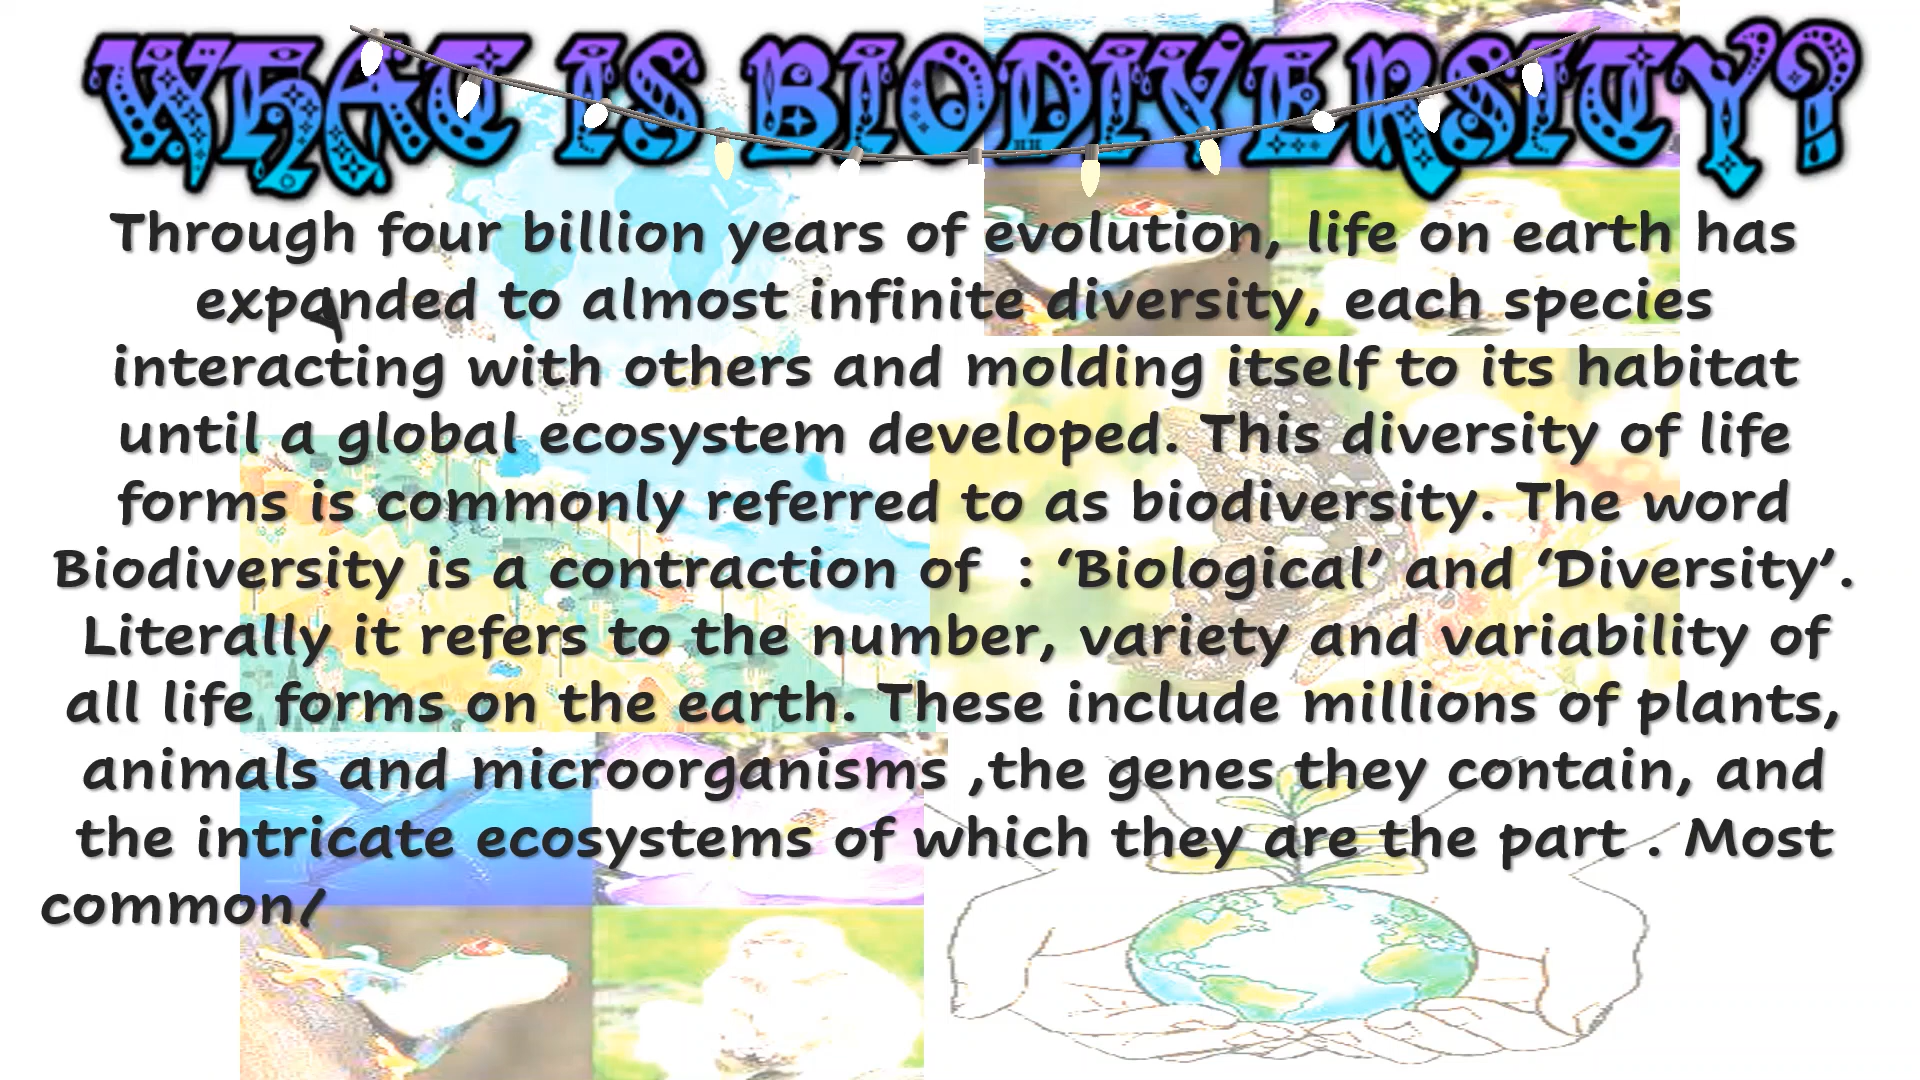 WHAT IS BIODIVERSITY?
Through four billion years of evolution, life on earth has
expanded to almost infinite diversity, each species
interacting with others and molding itself to its habitat
until a global ecosystem developed. This diversity of life
forms is commonly referred to as biodiversity. The word
Biodiversity is a contraction of : ‘Biological’ and ‘Diversity’.
Literally it refers to the number, variety and variability of
all life forms on the earth. These include millions of plants,
animals and microorganisms ,the genes they contain, and
the intricate ecosystems of which they are the part . Most
common/